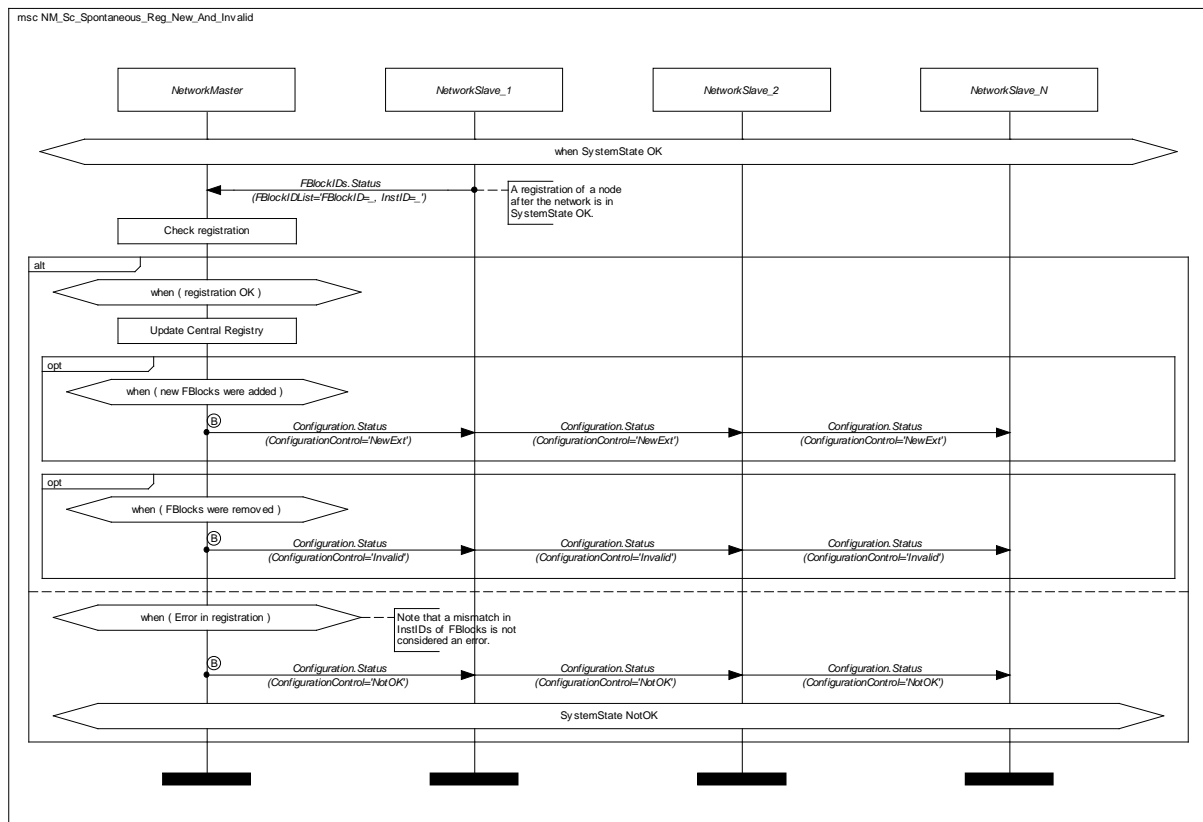 msc NM_Sc_Spontaneous_Reg_New_And_Invalid
NetworkMaster
NetworkSlave_1
NetworkSlave_2
NetworkSlave_N
when SystemState OK
FBlockIDs.Status
(FBlockIDList='FBlockID=_, InstID=_')
A registration of a node
after the network is in
SystemState OK.
Check registration
alt
when ( registration OK )
Update Central Registry
opt
when ( new FBlocks were added )
B
Configuration.Status
(ConfigurationControl='NewExt')
Configuration.Status
(ConfigurationControl='NewExt')
Configuration.Status
(ConfigurationControl='NewExt')
opt
when ( FBlocks were removed )
B
Configuration.Status
(ConfigurationControl='Invalid')
Configuration.Status
(ConfigurationControl='Invalid')
Configuration.Status
(ConfigurationControl='Invalid')
when ( Error in registration )
Note that a mismatch in
InstIDs of FBlocks is not
considered an error.
B
Configuration.Status
(ConfigurationControl='NotOK')
Configuration.Status
(ConfigurationControl='NotOK')
Configuration.Status
(ConfigurationControl='NotOK')
SystemState NotOK